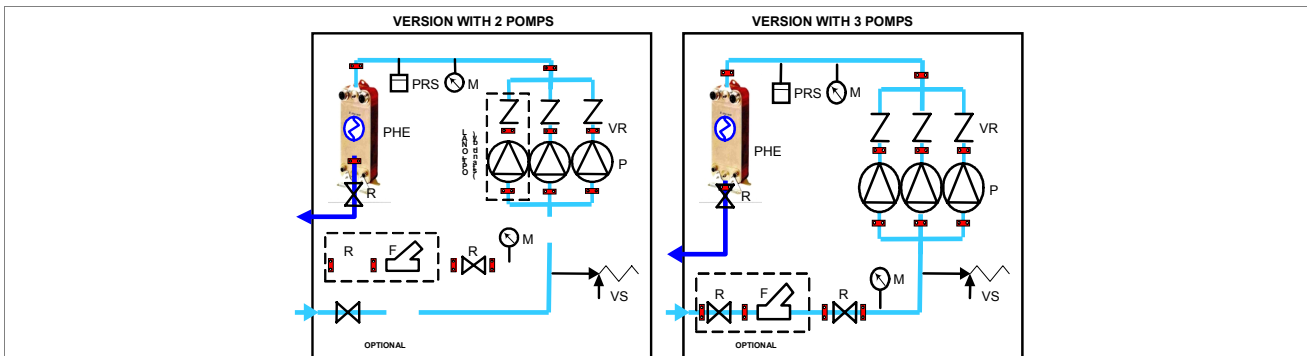 VERSION WITH 2 POMPS
VERSION WITH 3 POMPS
PRS
M
PHE
VR
P
R
R
F
R
M
VS
OPTIONAL
PRS
M
PHE
VR
P
R
R
F
R
M
VS
OPTIONAL